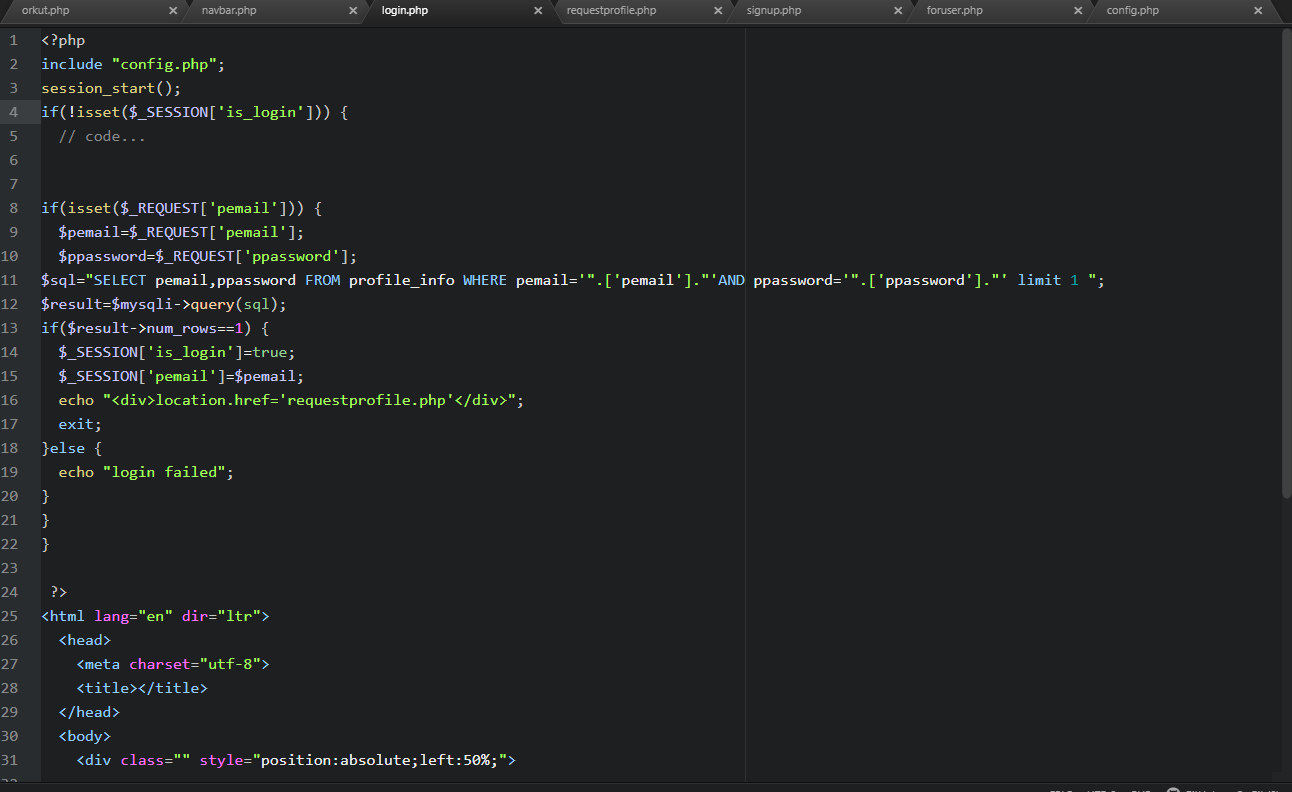 orkut.php
navbar.php
login.php
requestprofile.php
signup.php
foruser.php
config.php
1 <?php
2 include "config.php";
3 session_start();
4 if(!isset($_SESSION['is_login'])) {
5 // code...
6
7
8 if(isset($_REQUEST['pemail'])) {
9 $pemail=$_REQUEST['pemail'];
10 $ppassword=$_REQUEST['ppassword'];
11 $sql="SELECT pemail,ppassword FROM profile_info WHERE pemail='".['pemail']."'AND ppassword='".['ppassword']."' limit 1 ";
12 $result=$mysqli->query(sql);
13 if($result->num_rows==1) {
14 $_SESSION['is_login']=true;
15 $_SESSION['pemail']=$pemail;
16 echo "<div>location.href='requestprofile.php'</div>";
17 exit;
18 }else {
19 echo "login failed";
20 }
21 }
22 }
23
24 ?>
25 <html lang="en" dir="ltr">
26 <head>
27 <meta charset="utf-8">
28 <title></title>
29 </head>
30 <body>
31 <div class="" style="position:absolute;left:50%;">